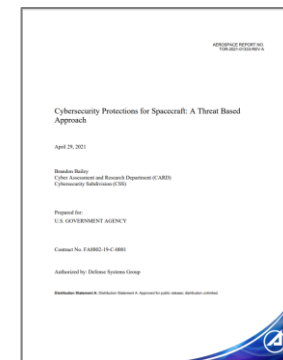 AEROSPACE REPORT NO.
TOR-2021-01333-REV A
Cybersecurity Protections for Spacecraft: A Threat Based
Approach
April 29, 2021
Brandon Bailey
Cyber Assessment and Research Department (CARD)
Cybersecurity Subdivision (CSS)
Prepared for:
U.S. GOVERNMENT AGENCY
Contract No. FA8802-19-C-0001
Authorized by: Defense Systems Group
Distribution Statement A: Distribution Statement A: Approved for public release; distribution unlimited.